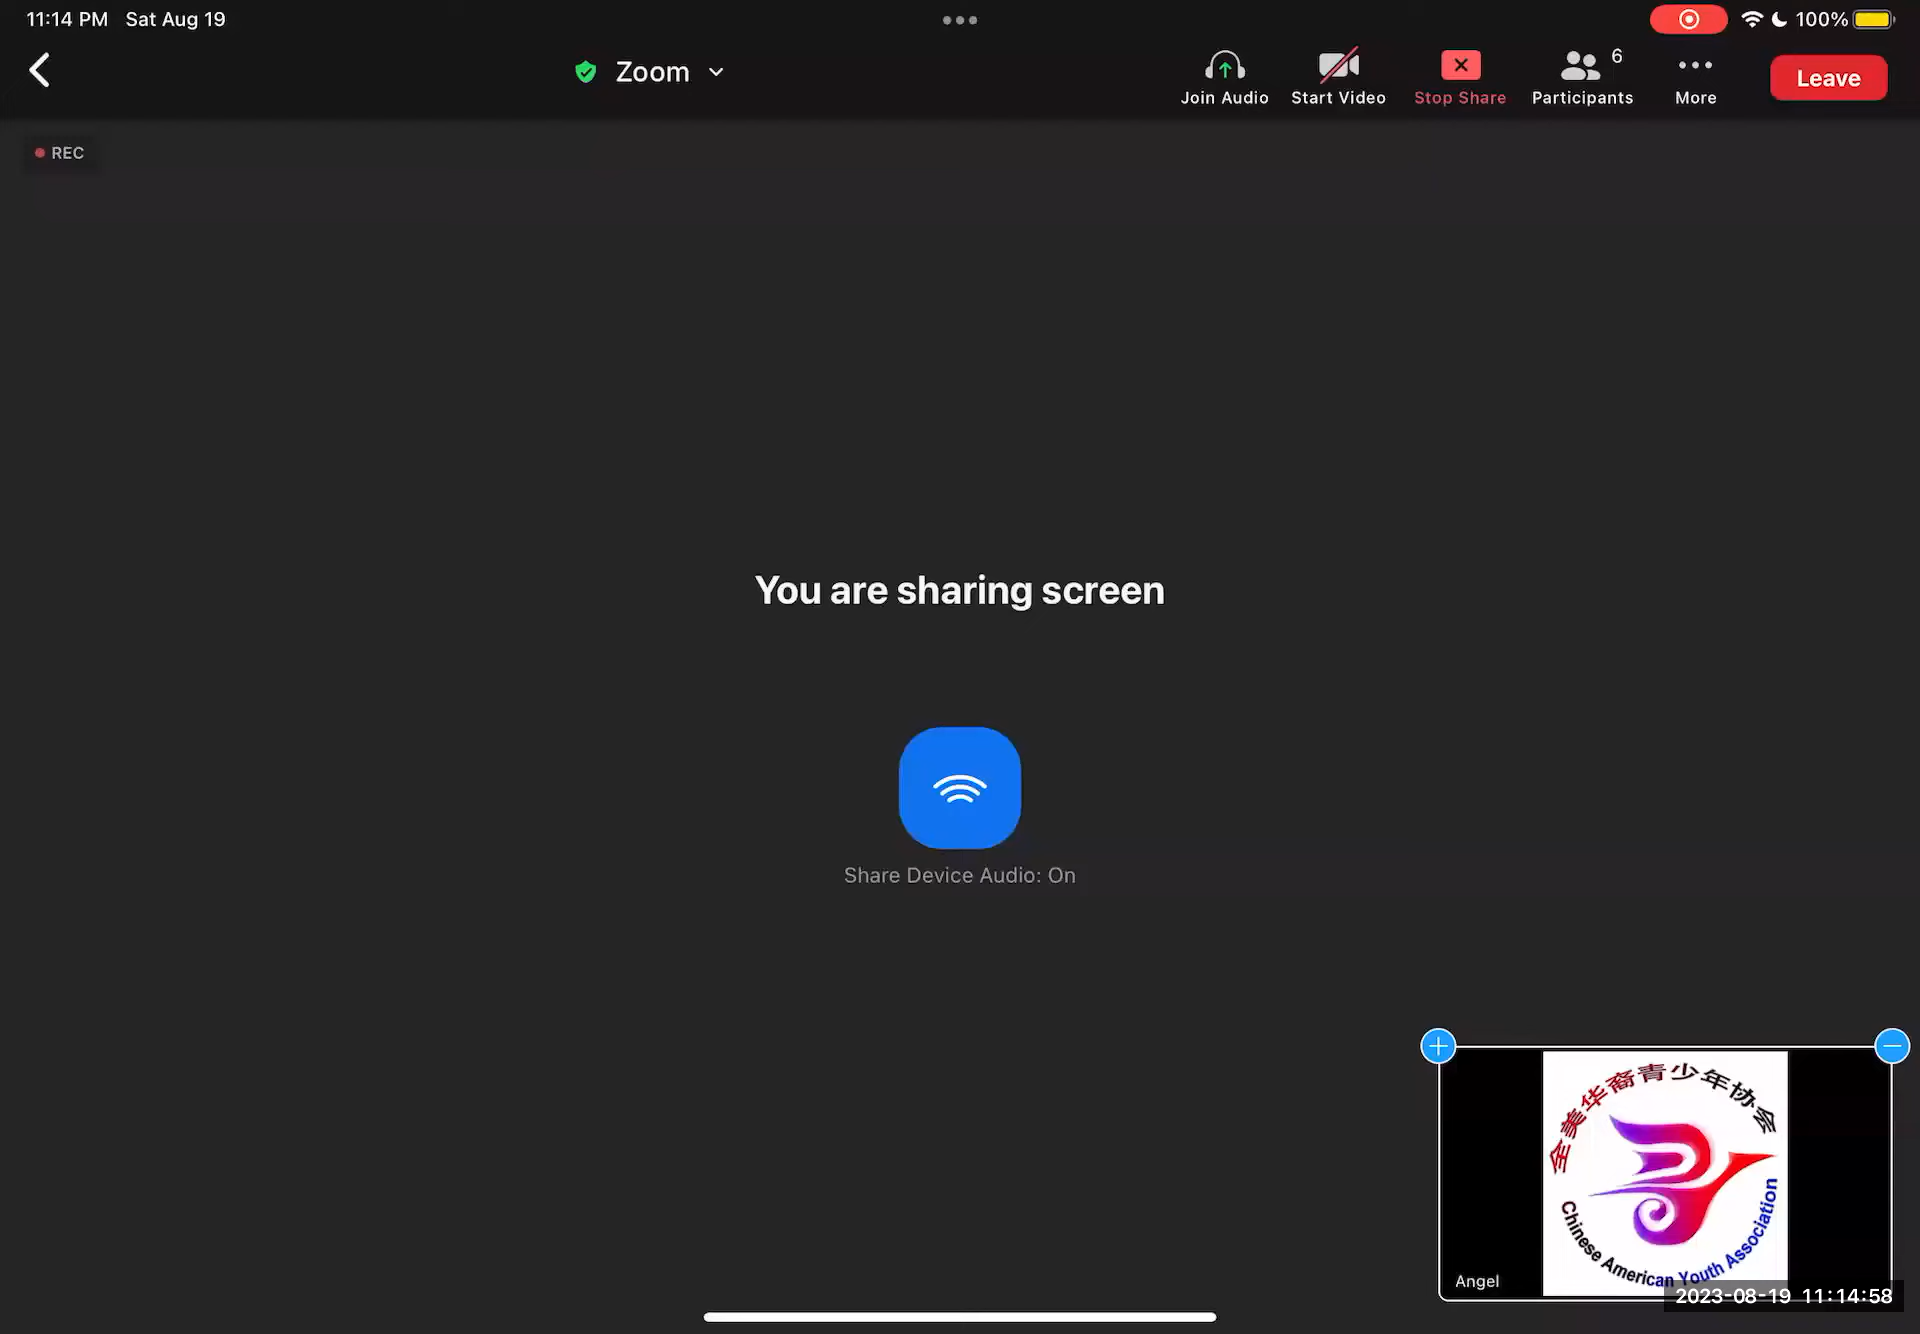 11:14 PM Sat Aug 19
100%
Zoom
Join Audio
Start Video
Stop Share
6
Participants
More
Leave
REC
You are sharing screen
Share Device Audio: On
全美华裔青少年协会
Chinese American Youth Association
Angel
2023-08-19 11:14:58